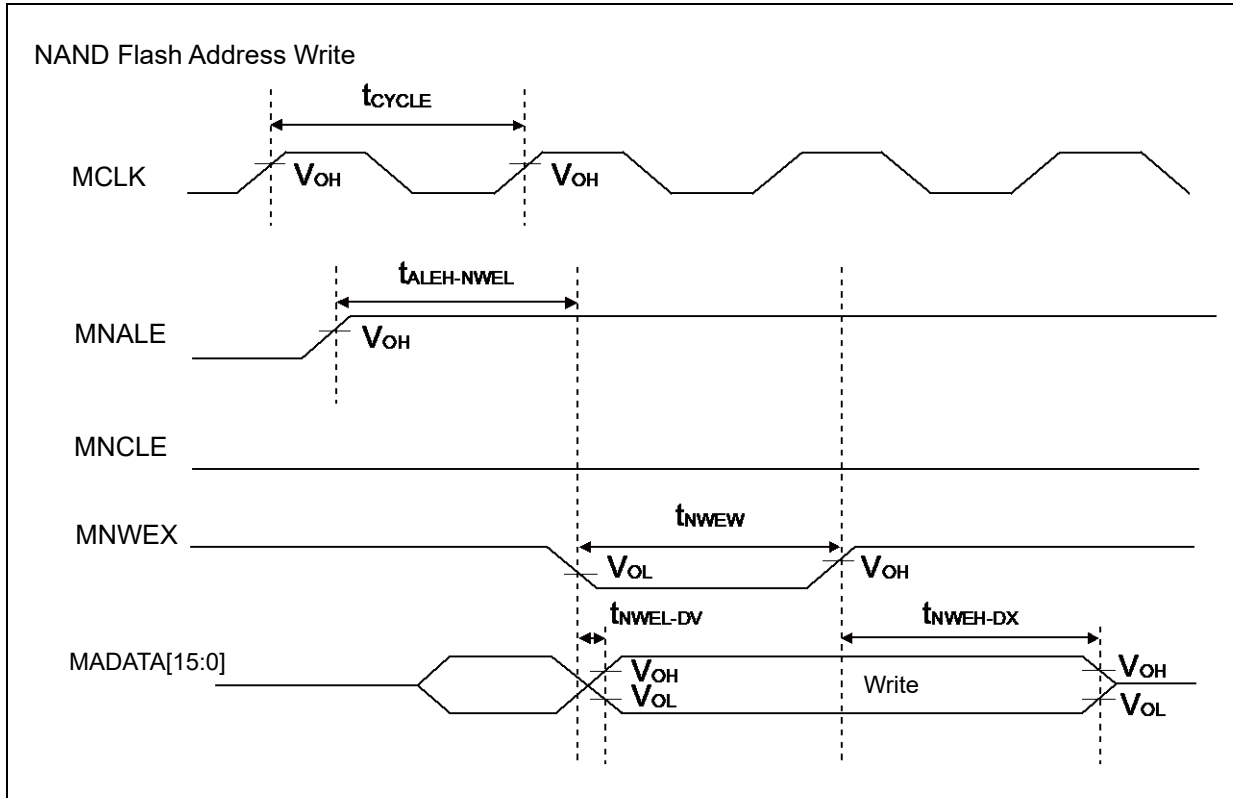 NAND Flash Address Write
tCYCLE
MCLK
VOH
VOH
tALEH-NWEL
MNALE
VOH
MNCLE
MNWEX
tNWEW
VOL
VOH
tNWEL-DV
tNWEH-DX
MADATA[15:0]
VOH
VOL
Write
VOH
VOL